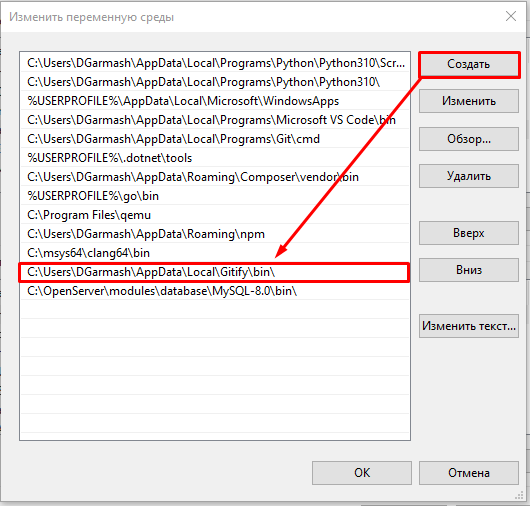 Изменить переменную среды
C:\Users\DGarmash\AppData\Local\Programs\Python\Python310\Scr...
C:\Users\DGarmash\AppData\Local\Programs\Python\Python310\
%USERPROFILE%\AppData\Local\Microsoft\WindowsApps
C:\Users\DGarmash\AppData\Local\Programs\Microsoft VS Code\bin
C:\Users\DGarmash\AppData\Local\Programs\Git\cmd
%USERPROFILE%\.dotnet\tools
C:\Users\DGarmash\AppData\Roaming\Composer\vendor\bin
%USERPROFILE%\go\bin
C:\Program Files\qemu
C:\Users\DGarmash\AppData\Roaming\npm
C:\msys64\clang64\bin
C:\Users\DGarmash\AppData\Local\Gitify\bin\
C:\OpenServer\modules\database\MySQL-8.0\bin\
Создать
Изменить
Обзор...
Удалить
Вверх
Вниз
Изменить текст...
ОК
Отмена